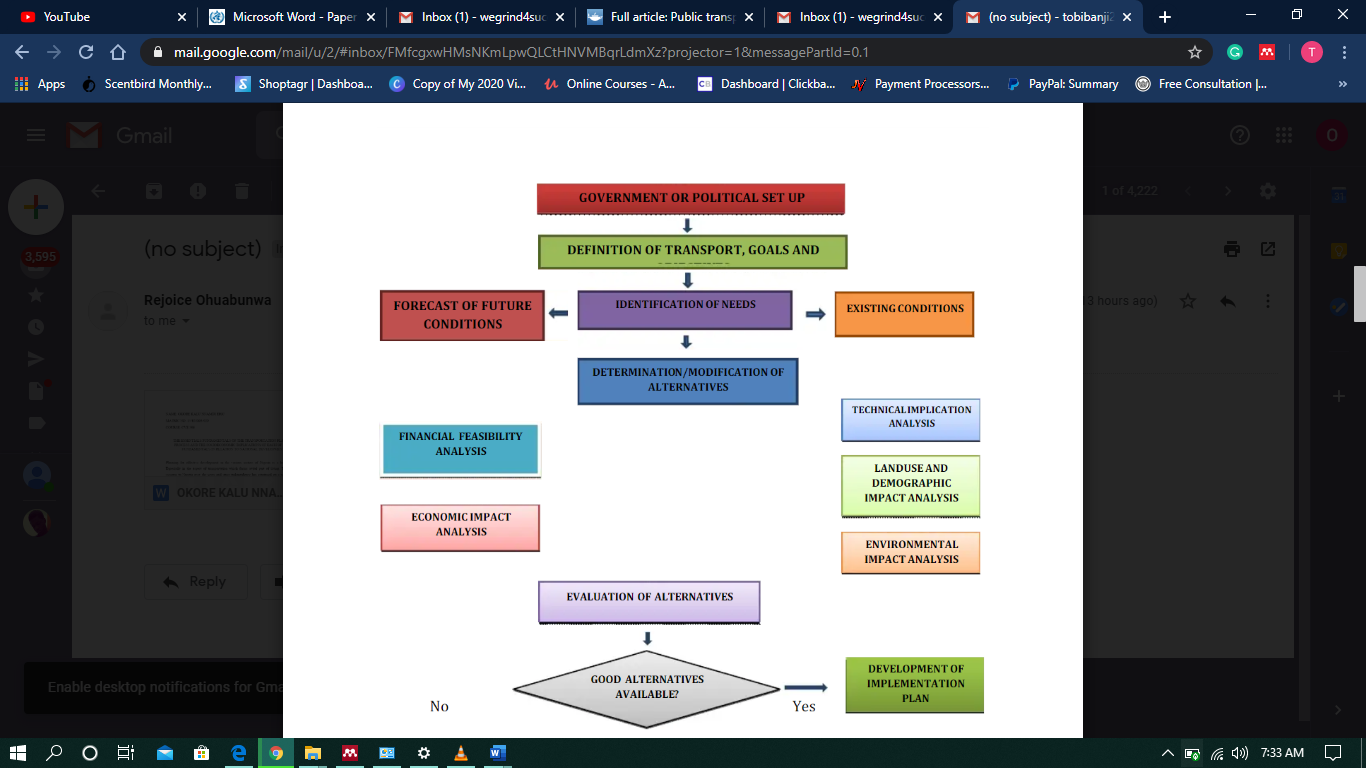 YouTube
Microsoft Word - Paper
Inbox (1) - wegrind4suc
Full article: Public transp
Inbox (1) - wegrind4suc
(no subject) - tobibanji2
mail.google.com/mail/u/2/#inbox/FMfcgxwHMsNKmLpwQLCtHNVMBqrLdmXz?projector=1&messagePartId=0.1
T
Apps
Scentbird Monthly...
Shoptagr | Dashboa...
Copy of My 2020 Vi...
Online Courses - A...
Dashboard | Clickba...
Payment Processors...
PayPal: Summary
Free Consultation |...
Gmail
O
1 of 4,222
(no subject)
3,595
Rejoice Ohuabunwa
3 hours ago)
to me
OKORE KALU NNA...
Reply
Enable desktop notifications for Gma
GOVERNMENT OR POLITICAL SET UP
DEFINITION OF TRANSPORT, GOALS AND
FORECAST OF FUTURE
CONDITIONS
IDENTIFICATION OF NEEDS
EXISTING CONDITIONS
DETERMINATION/MODIFICATION OF
ALTERNATIVES
TECHNICAL IMPLICATION
ANALYSIS
FINANCIAL FEASIBILITY
ANALYSIS
LANDUSE AND
DEMOGRAPHIC
IMPACT ANALYSIS
ECONOMIC IMPACT
ANALYSIS
ENVIRONMENTAL
IMPACT ANALYSIS
EVALUATION OF ALTERNATIVES
GOOD ALTERNATIVES
AVAILABLE?
No
Yes
DEVELOPMENT OF
IMPLEMENTATION
PLAN
7:33 AM